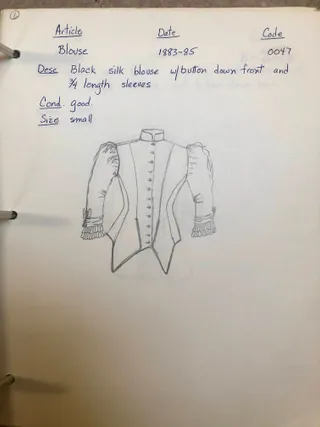 ①
Article Date Code
Blouse 1883-85 0047
Desc Black silk blouse w/button down front and
3/4 length sleeves
Cond. good.
Size small